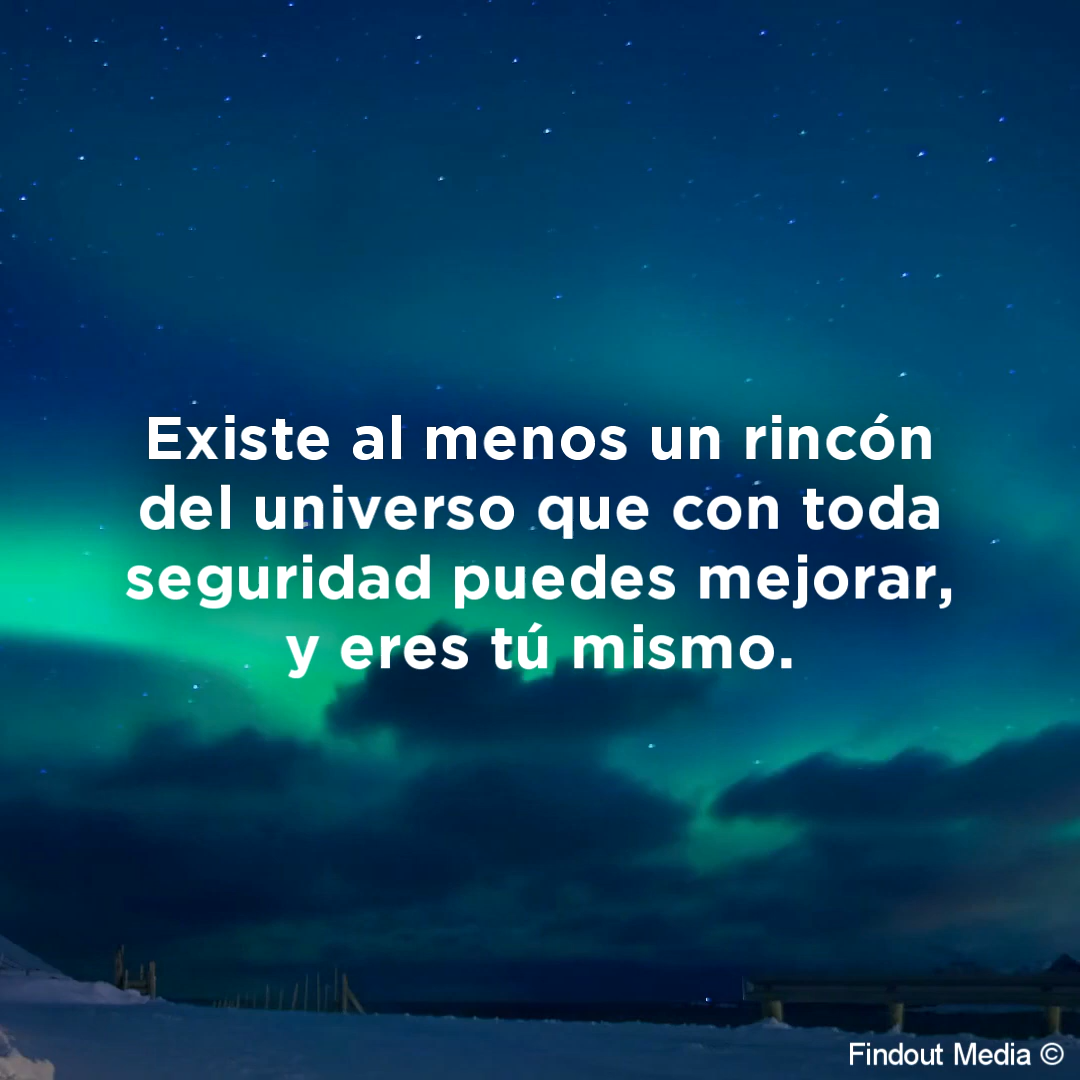 Existe al menos un rincón
del universo que con toda
seguridad puedes mejorar,
y eres tú mismo.
Findout Media ©